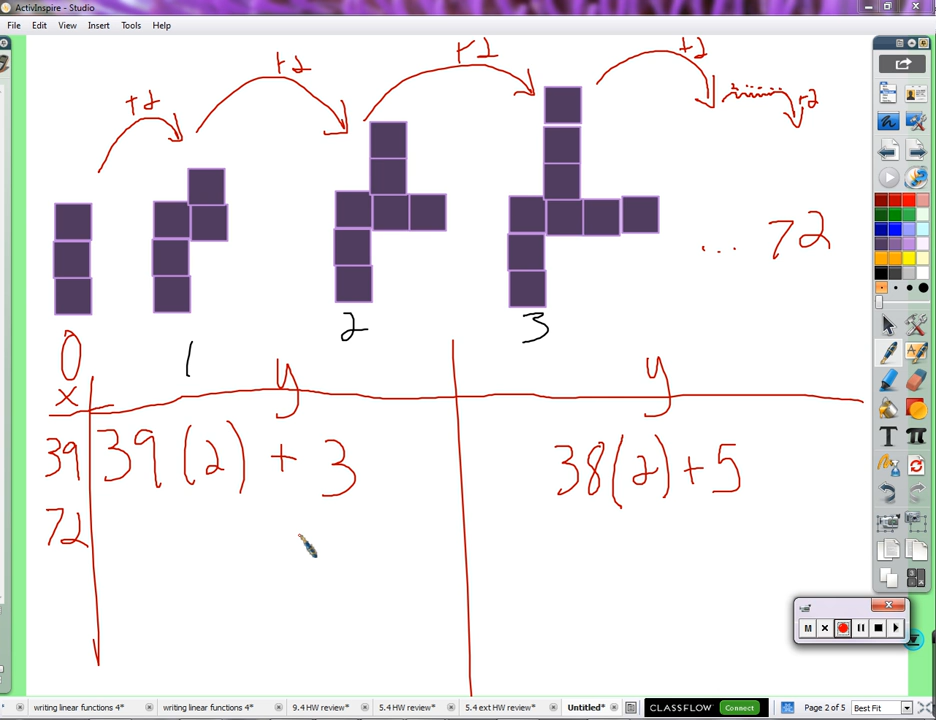 ActivInspire - Studio
File Edit View Insert Tools Help
+2 +2 +2 +2 +2
... 72
0 1 2 3
x y y
39 39(2) + 3 38(2) + 5
72
T π
M
writing linear functions 4* writing linear functions 4* 9.4 HW review* 5.4 HW review* 5.4 ext HW review* Untitled* CLASSFLOW Connect Page 2 of 5 Best Fit